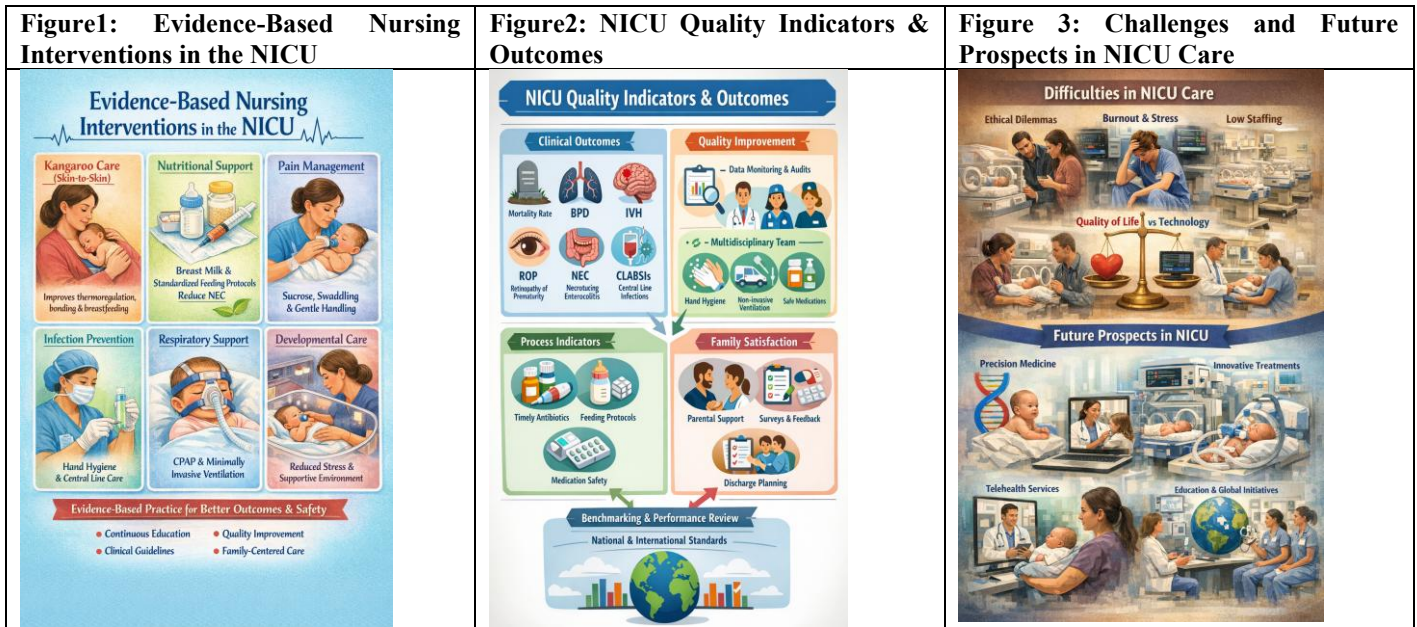 Figure1: Evidence-Based Nursing
Interventions in the NICU
Evidence-Based Nursing
Interventions in the NICU
Kangaroo Care
(Skin-to-Skin)
Improves thermoregulation,
bonding & breastfeeding
Nutritional Support
Breast Milk &
Standardized Feeding Protocols
Reduce NEC
Pain Management
Sucrose, Swaddling
& Gentle Handling
Infection Prevention
Hand Hygiene
& Central Line Care
Respiratory Support
CPAP & Minimally
Invasive Ventilation
Developmental Care
Reduced Stress &
Supportive Environment
Evidence-Based Practice for Better Outcomes & Safety
• Continuous Education
• Quality Improvement
• Clinical Guidelines
• Family-Centered Care
Figure2: NICU Quality Indicators &
Outcomes
NICU Quality Indicators & Outcomes
Clinical Outcomes
Mortality Rate
BPD
IVH
ROP
Retinopathy of
Prematurity
NEC
Necrotuzing
Enterocolitis
CLABSIs
Central Line
Infections
Quality Improvement
– Data Monitoring & Audits
– Multidisciplinary Team
Hand Hygiene
Non-invasive
Ventilation
Safe Medications
Process Indicators
Timely Antibiotics
Feeding Protocols
Medication Safety
Family Satisfaction
Parental Support
Surveys & Feedback
Discharge Planning
Benchmarking & Performance Review
National & International Standards
Figure 3: Challenges and Future
Prospects in NICU Care
Difficulties in NICU Care
Ethical Dilemmas
Burnout & Stress
Low Staffing
Quality of Life vs Technology
Future Prospects in NICU
Precision Medicine
Innovative Treatments
Telehealth Services
Education & Global Initiatives